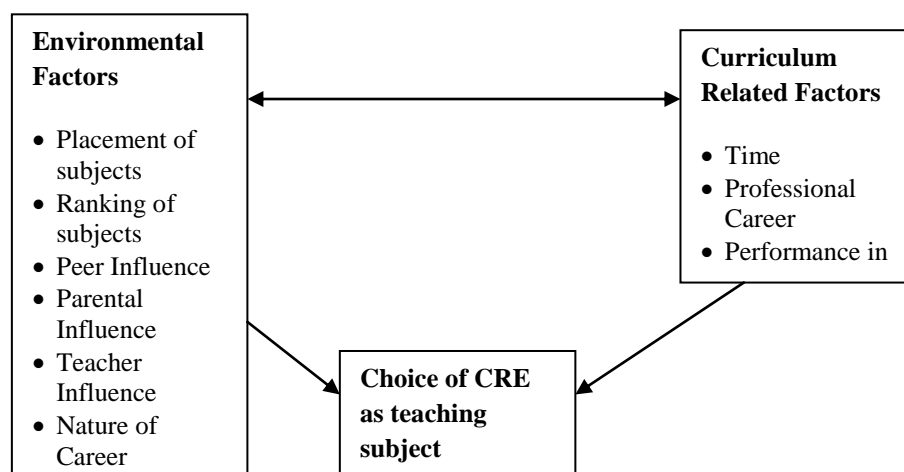 Environmental
Factors
• Placement of
subjects
• Ranking of
subjects
• Peer Influence
• Parental
Influence
• Teacher
Influence
• Nature of
Career
Curriculum
Related Factors
• Time
• Professional
Career
• Performance in
Choice of CRE
as teaching
subject